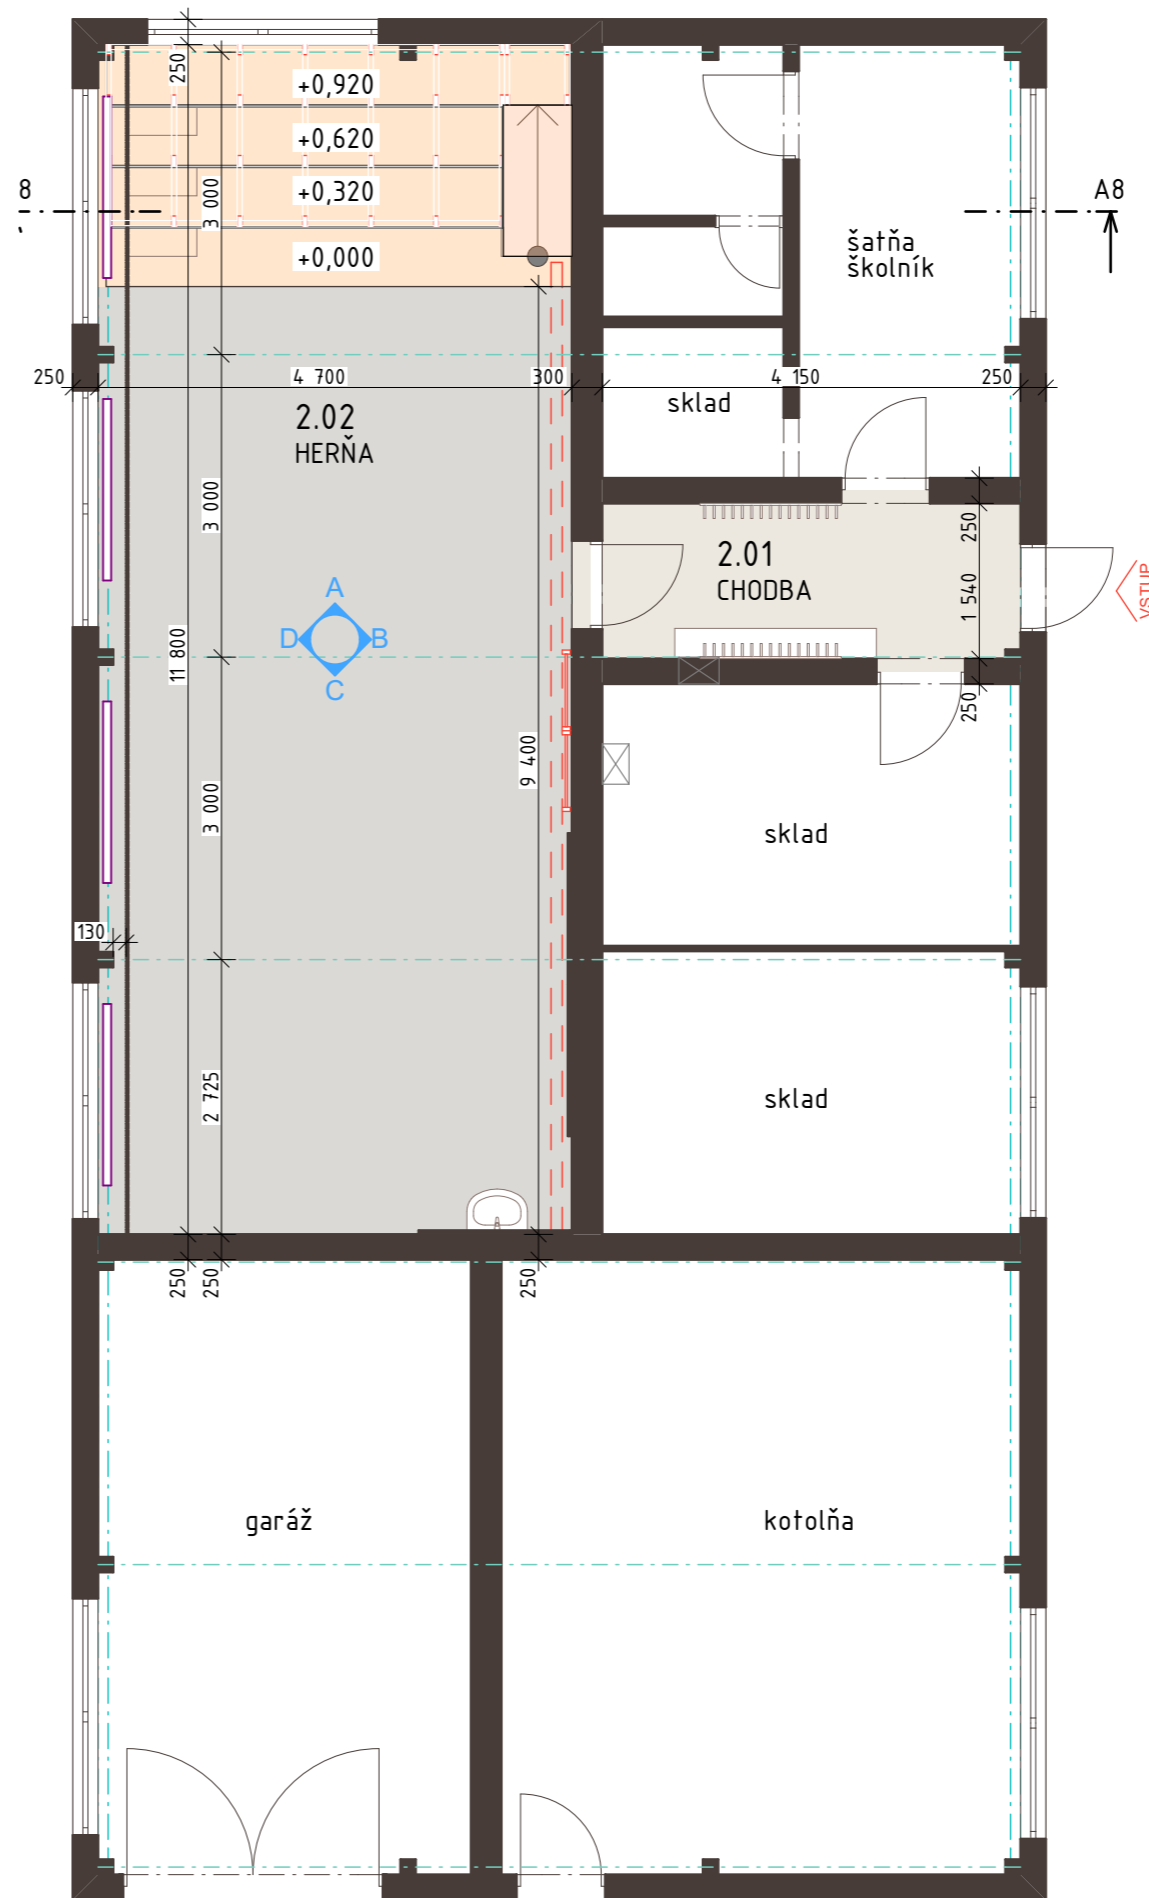 250
+0,920
+0,620
+0,320
+0,000
3 000
8
A8
šatňa
školník
250
4 700
300
4 150
250
2.02
HERŇA
sklad
3 000
250
2.01
CHODBA
1 540
VSTUP
A
D
B
C
11 800
250
9 400
3 000
sklad
130
2 725
sklad
250
250
250
garáž
kotolňa